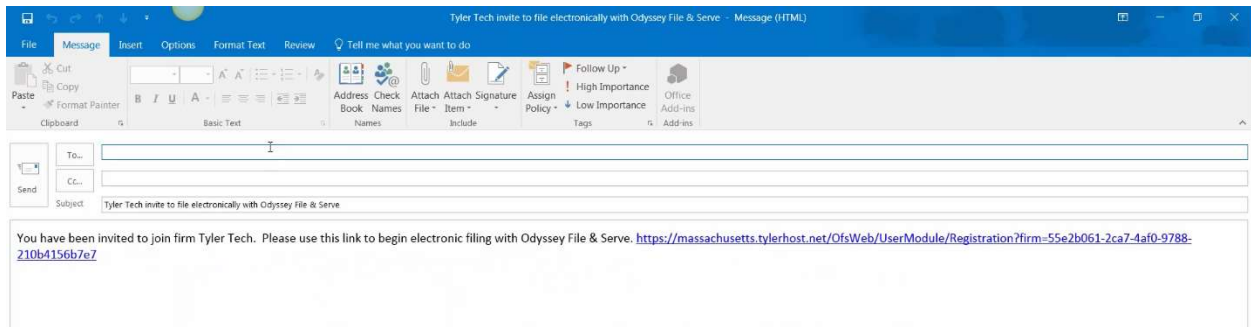 Tyler Tech invite to file electronically with Odyssey File & Serve - Message (HTML)
File Message Insert Options Format Text Review Tell me what you want to do
Paste
Cut
Copy
Format Painter
Clipboard
B I U A
Basic Text
Address Book
Check Names
Names
Attach File
Attach Item
Signature
Include
Assign Policy
Follow Up
High Importance
Low Importance
Tags
Office Add-ins
Add-ins
Send
To...
Cc...
Subject Tyler Tech invite to file electronically with Odyssey File & Serve
You have been invited to join firm Tyler Tech. Please use this link to begin electronic filing with Odyssey File & Serve. https://massachusetts.tylerhost.net/OfsWeb/UserModule/Registration?firm=55e2b061-2ca7-4af0-9788-
210b4156b7e7